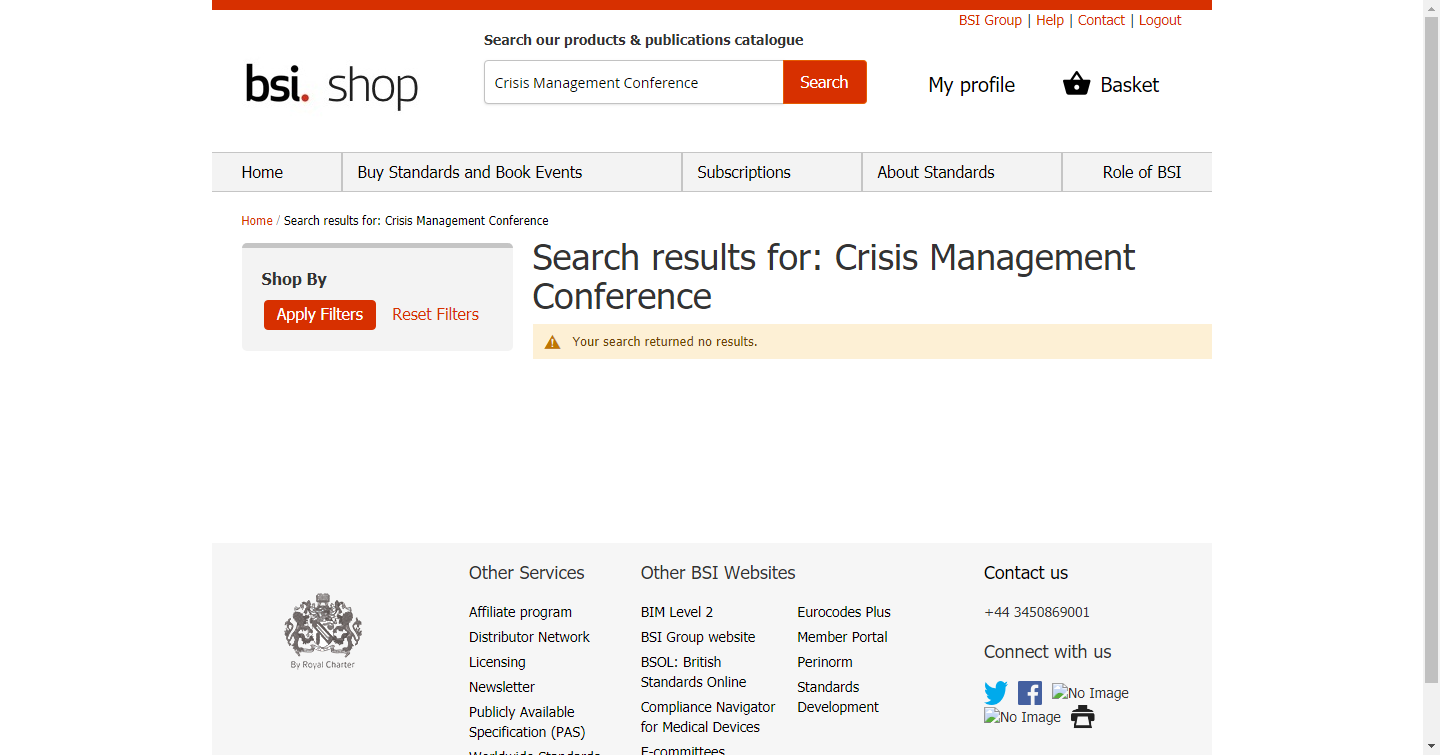 BSI Group | Help | Contact | Logout
Search our products & publications catalogue
bsi. shop
Crisis Management Conference
Search
My profile
Basket
Home
Buy Standards and Book Events
Subscriptions
About Standards
Role of BSI
Home / Search results for: Crisis Management Conference
Shop By
Apply Filters
Reset Filters
Search results for: Crisis Management
Conference
Your search returned no results.
By Royal Charter
Other Services
Affiliate program
Distributor Network
Licensing
Newsletter
Publicly Available
Specification (PAS)
Worldwide Standards
Other BSI Websites
BIM Level 2
BSI Group website
BSOL: British
Standards Online
Compliance Navigator
for Medical Devices
E-committees
Eurocodes Plus
Member Portal
Perinorm
Standards
Development
Contact us
+44 3450869001
Connect with us
No Image
No Image